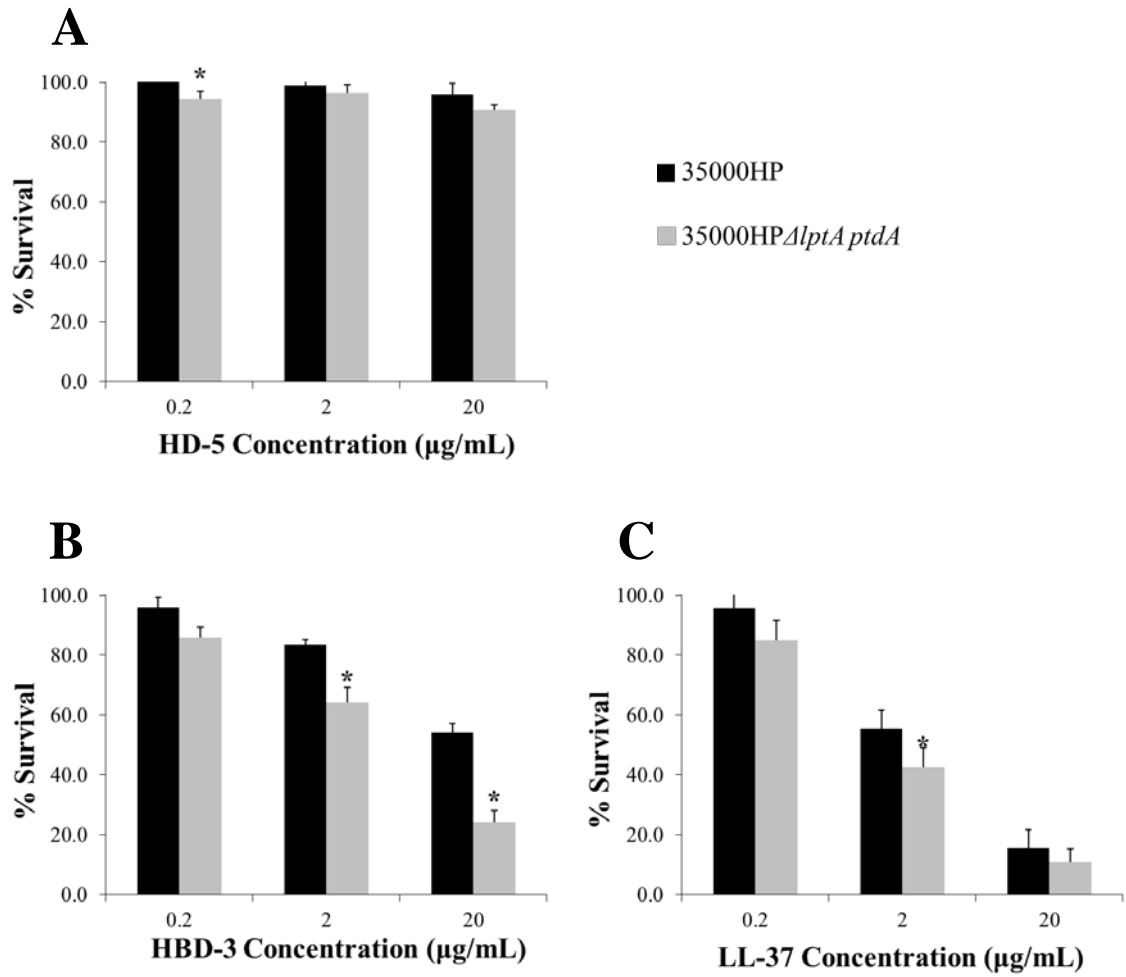 A
*
100.0
80.0
60.0
40.0
20.0
0.0
% Survival
0.2 2 20
HD-5 Concentration (µg/mL)
35000HP
35000HPΔlptA ptdA
B
* *
100.0
80.0
60.0
40.0
20.0
0.0
% Survival
0.2 2 20
HBD-3 Concentration (µg/mL)
C
*
100.0
80.0
60.0
40.0
20.0
0.0
% Survival
0.2 2 20
LL-37 Concentration (µg/mL)